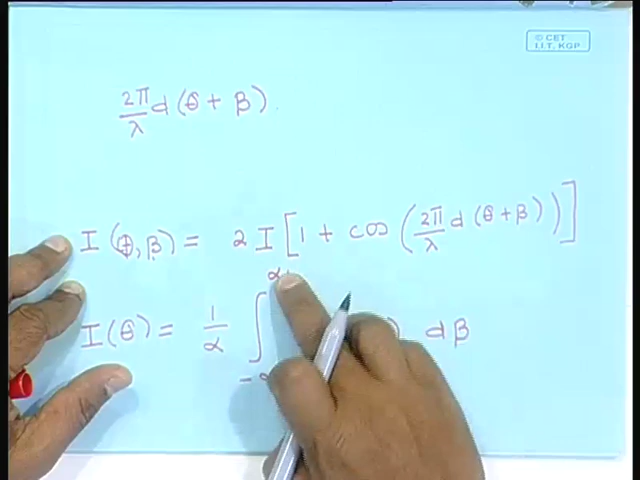 © CET
I.I.T. KGP
2π/λ d (θ + β)
I (ϕ, β) = 2 I [ 1 + cos ( 2π/λ d (θ + β) ) ]
I (θ) = 1/α ∫ ) dβ